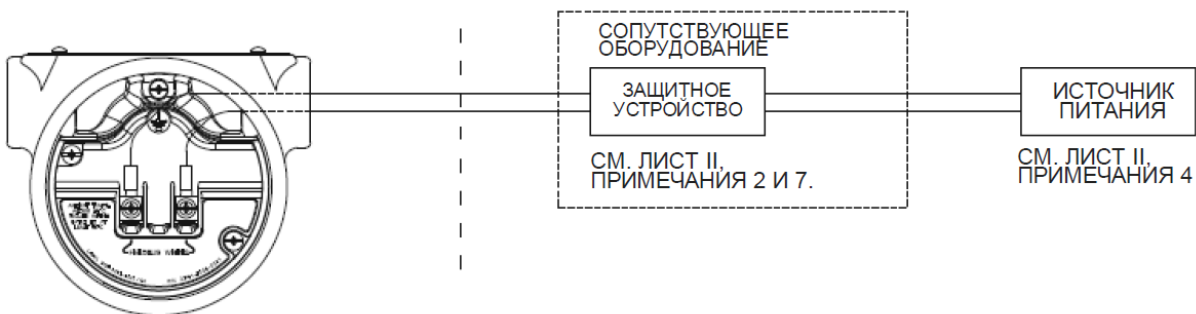 СОПУТСТВУЮЩЕЕ
ОБОРУДОВАНИЕ
ЗАЩИТНОЕ
УСТРОЙСТВО
СМ. ЛИСТ II,
ПРИМЕЧАНИЯ 2 И 7.
ИСТОЧНИК
ПИТАНИЯ
СМ. ЛИСТ II,
ПРИМЕЧАНИЯ 4